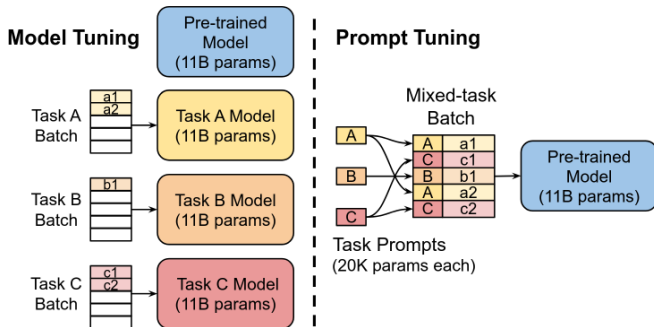 Model Tuning
Pre-trained
Model
(11B params)
Task A
Batch
a1
a2
Task A Model
(11B params)
Task B
Batch
b1
Task B Model
(11B params)
Task C
Batch
c1
c2
Task C Model
(11B params)
Prompt Tuning
Mixed-task
Batch
A
B
C
A a1
C c1
B b1
A a2
C c2
Task Prompts
(20K params each)
Pre-trained
Model
(11B params)